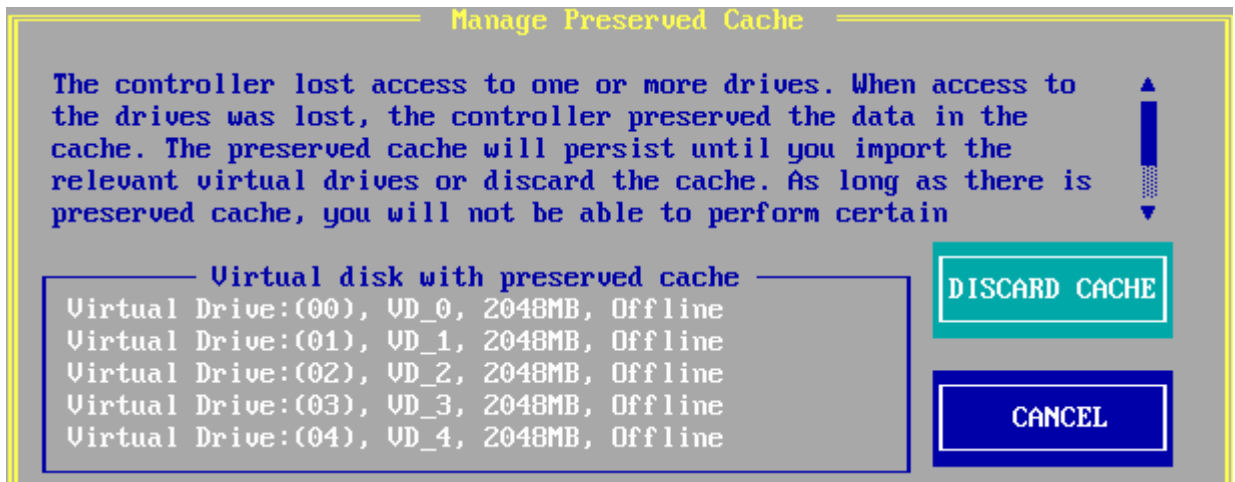 Manage Preserved Cache
The controller lost access to one or more drives. When access to
the drives was lost, the controller preserved the data in the
cache. The preserved cache will persist until you import the
relevant virtual drives or discard the cache. As long as there is
preserved cache, you will not be able to perform certain
Virtual disk with preserved cache
Virtual Drive:(00), VD_0, 2048MB, Offline
Virtual Drive:(01), VD_1, 2048MB, Offline
Virtual Drive:(02), VD_2, 2048MB, Offline
Virtual Drive:(03), VD_3, 2048MB, Offline
Virtual Drive:(04), VD_4, 2048MB, Offline
DISCARD CACHE
CANCEL